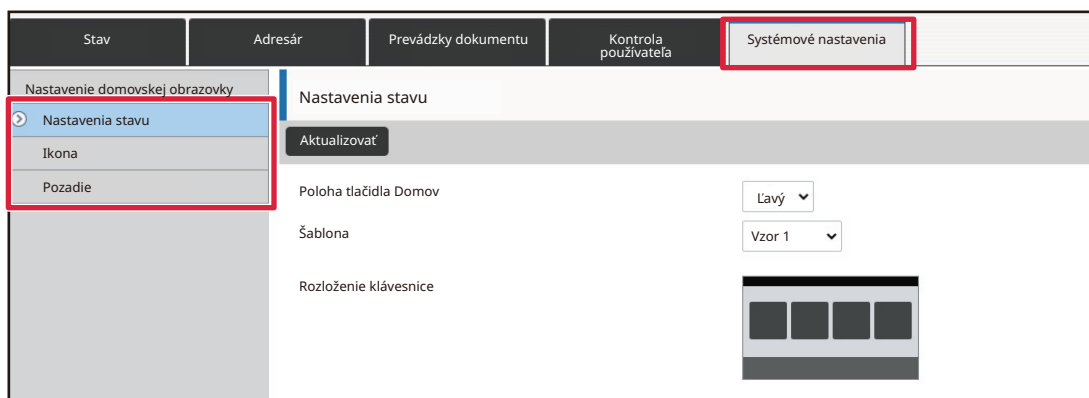 Stav
Adresár
Prevádzky dokumentu
Kontrola
používateľa
Systémové nastavenia
Nastavenie domovskej obrazovky
Nastavenia stavu
Ikona
Pozadie
Nastavenia stavu
Aktualizovať
Poloha tlačidla Domov
Ľavý
Šablona
Vzor 1
Rozloženie klávesnice